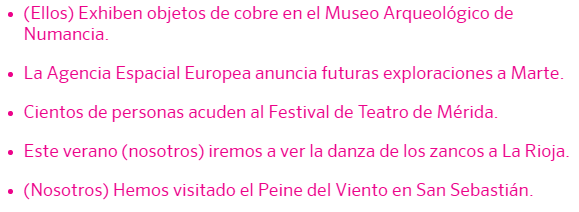 • (Ellos) Exhiben objetos de cobre en el Museo Arqueológico de
Numancia.
• La Agencia Espacial Europea anuncia futuras exploraciones a Marte.
• Cientos de personas acuden al Festival de Teatro de Mérida.
• Este verano (nosotros) iremos a ver la danza de los zancos a La Rioja.
• (Nosotros) Hemos visitado el Peine del Viento en San Sebastián.